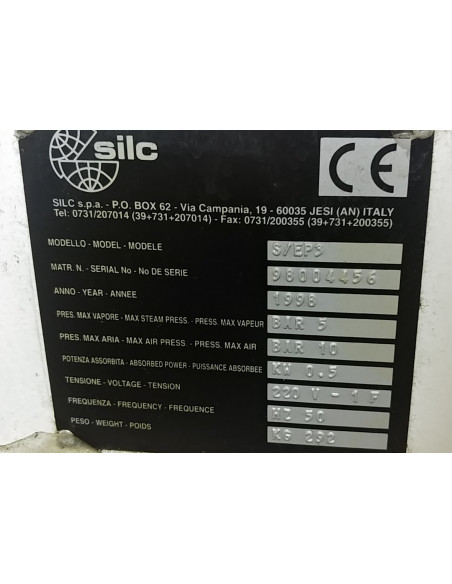 silc
CE
SILC s.p.a. - P.O. BOX 62 - Via Campania, 19 - 60035 JESI (AN) ITALY
Tel: 0731/207014 (39+731+207014) - Fax: 0731/200355 (39+731+200355)
MODELLO - MODEL - MODELE S/EP3
MATR. N. - SERIAL No - No DE SERIE 98004456
ANNO - YEAR - ANNEE 1998
PRES. MAX VAPORE - MAX STEAM PRESS. - PRESS. MAX VAPEUR BAR 5
PRES. MAX ARIA - MAX AIR PRESS. - PRESS. MAX AIR BAR 10
POTENZA ASSORBITA - ABSORBED POWER - PUISSANCE ABSORBEE KW 0.5
TENSIONE - VOLTAGE - TENSION 220 V - 1 F
FREQUENZA - FREQUENCY - FREQUENCE HZ 50
PESO - WEIGHT - POIDS KG 292